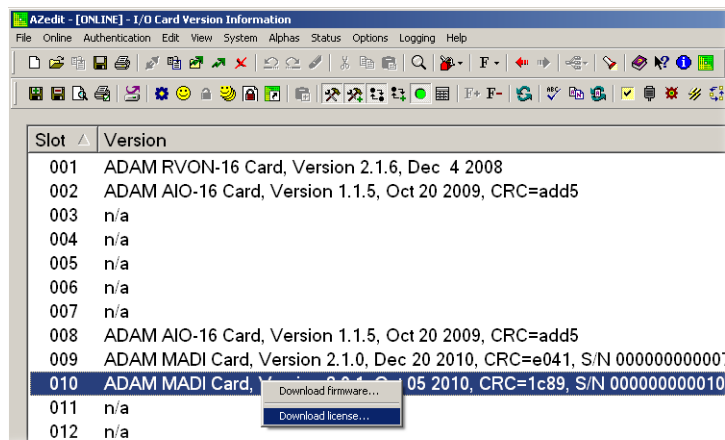 AZedit - [ONLINE] - I/O Card Version Information
File Online Authentication Edit View System Alphas Status Options Logging Help
F
F+ F- ABC
Slot Version
001 ADAM RVON-16 Card, Version 2.1.6, Dec 4 2008
002 ADAM AIO-16 Card, Version 1.1.5, Oct 20 2009, CRC=add5
003 n/a
004 n/a
005 n/a
006 n/a
007 n/a
008 ADAM AIO-16 Card, Version 1.1.5, Oct 20 2009, CRC=add5
009 ADAM MADI Card, Version 2.1.0, Dec 20 2010, CRC=e041, S/N 000000000007
010 ADAM MADI Card, 05 2010, CRC=1c89, S/N 000000000010
Download firmware...
011 n/a
Download license...
012 n/a